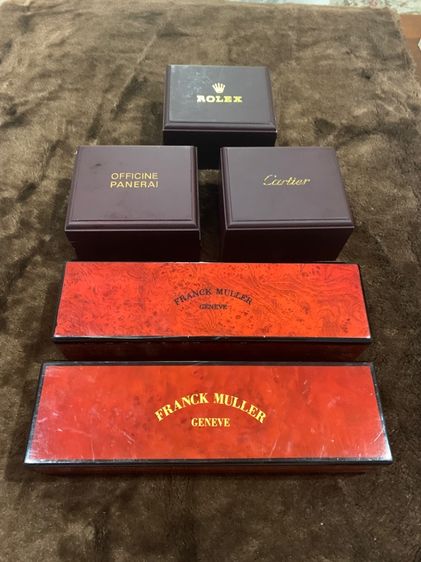 ROLEX
OFFICINE
PANERAI
Cartier
FRANCK MULLER
GENEVE
FRANCK MULLER
GENEVE